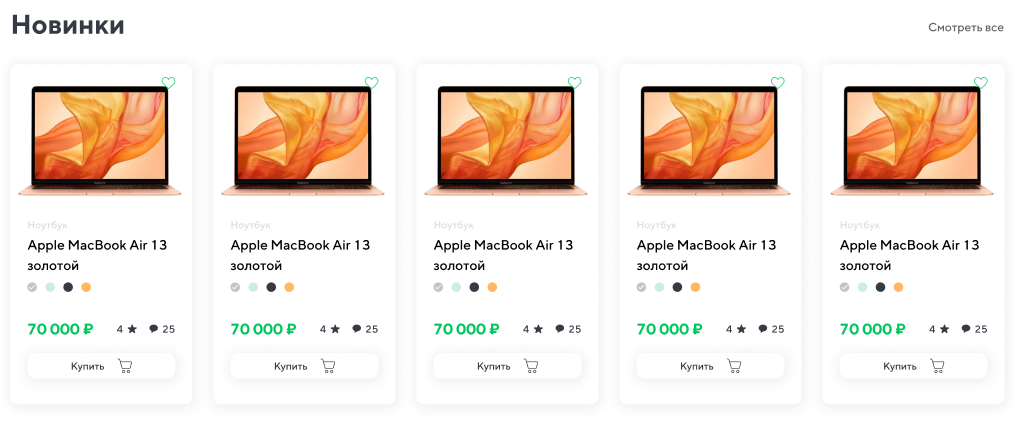 Новинки
Смотреть все
Ноутбук
Apple MacBook Air 13
золотой
70 000 ₽ 4 25
Купить
Ноутбук
Apple MacBook Air 13
золотой
70 000 ₽ 4 25
Купить
Ноутбук
Apple MacBook Air 13
золотой
70 000 ₽ 4 25
Купить
Ноутбук
Apple MacBook Air 13
золотой
70 000 ₽ 4 25
Купить
Ноутбук
Apple MacBook Air 13
золотой
70 000 ₽ 4 25
Купить